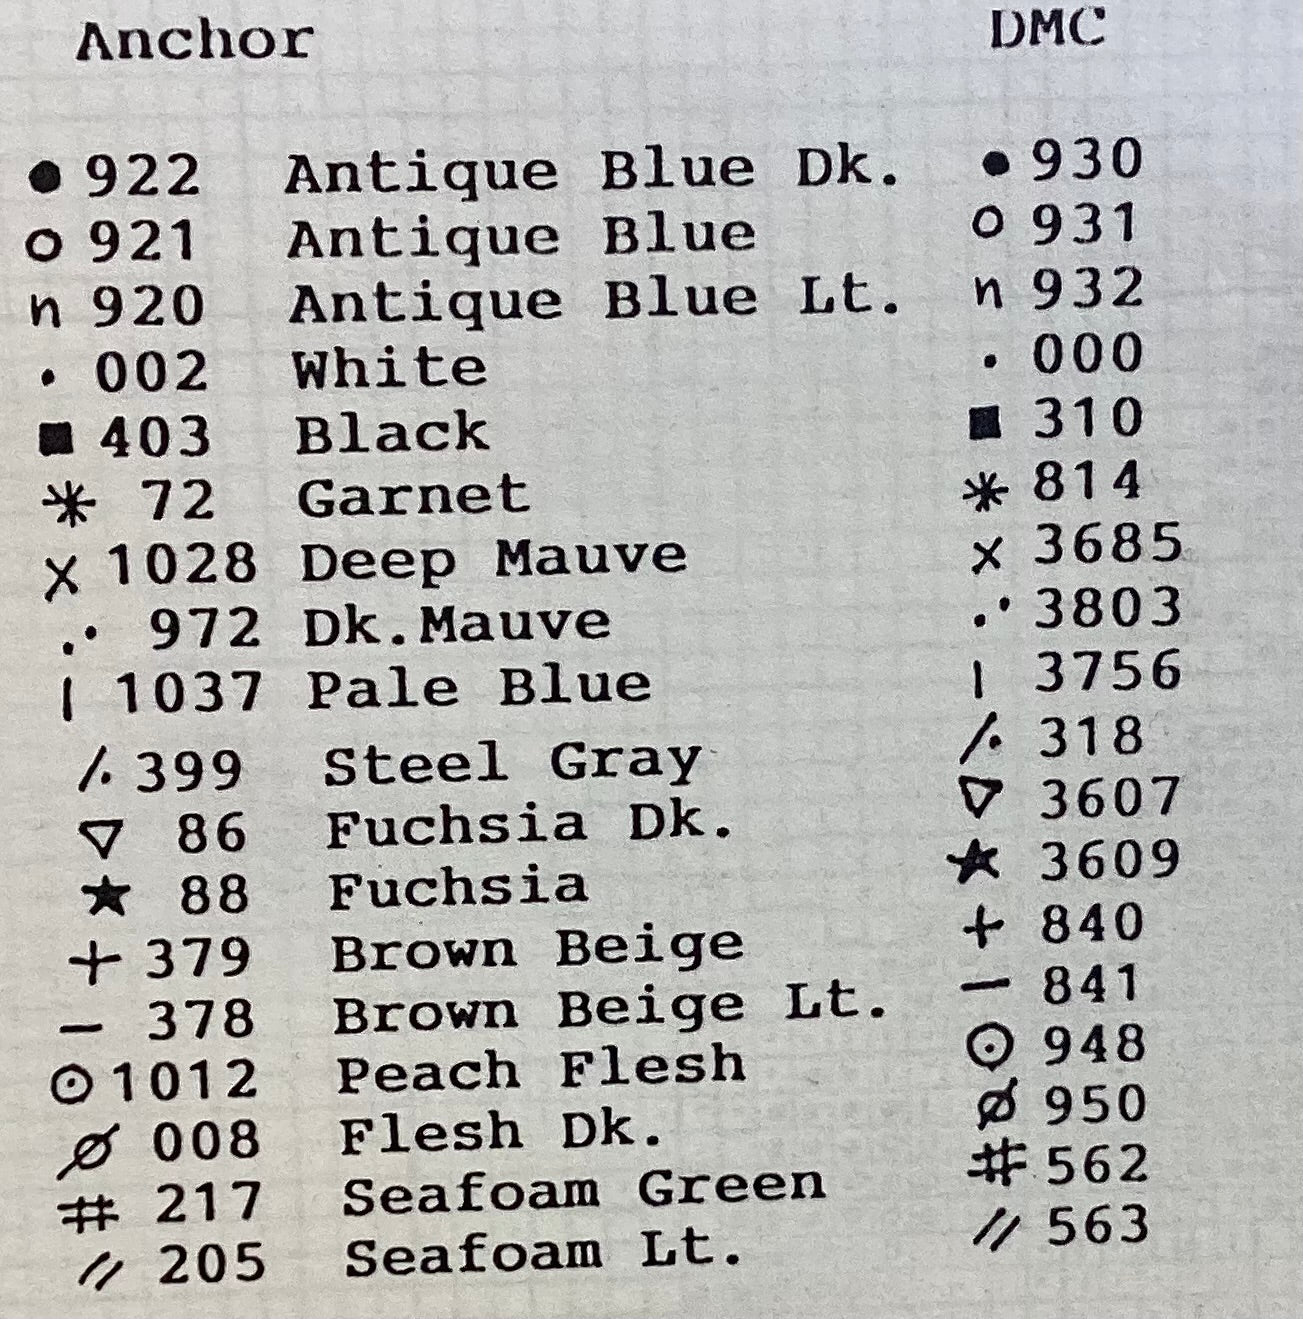 Anchor DMC
● 922 Antique Blue Dk. ● 930
○ 921 Antique Blue ○ 931
n 920 Antique Blue Lt. n 932
· 002 White · 000
■ 403 Black ■ 310
✳ 72 Garnet ✳ 814
X 1028 Deep Mauve X 3685
.· 972 Dk.Mauve .· 3803
| 1037 Pale Blue | 3756
/. 399 Steel Gray /. 318
▽ 86 Fuchsia Dk. ▽ 3607
★ 88 Fuchsia ★ 3609
+ 379 Brown Beige + 840
— 378 Brown Beige Lt. — 841
⊙ 1012 Peach Flesh ⊙ 948
Ø 008 Flesh Dk. Ø 950
# 217 Seafoam Green # 562
// 205 Seafoam Lt. // 563